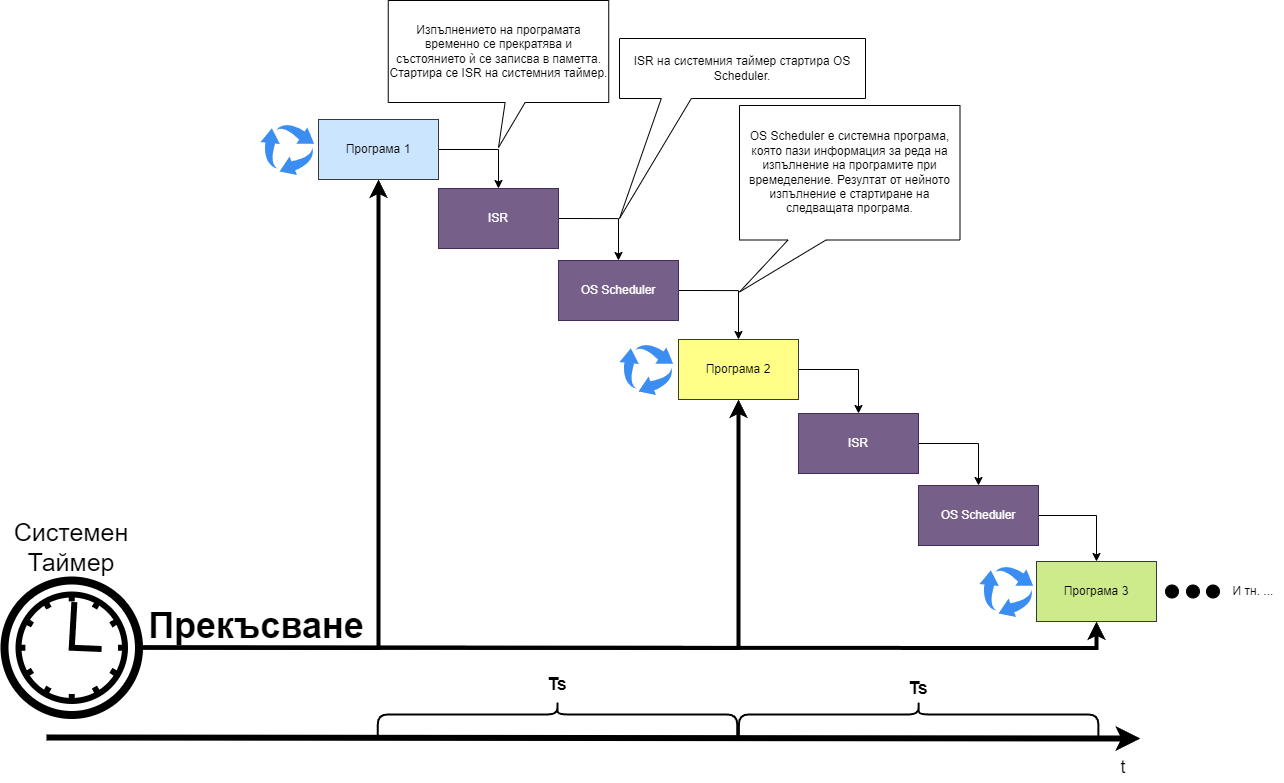 Изпълнението на програмата
временно се прекратява и
състоянието ѝ се записва в паметта.
Стартира се ISR на системния таймер.
ISR на системния таймер стартира OS
Scheduler.
OS Scheduler е системна програма,
която пази информация за реда на
изпълнение на програмите при
времеделение. Резултат от нейното
изпълнение е стартиране на
следващата програма.
Програма 1
ISR
OS Scheduler
Програма 2
ISR
OS Scheduler
Програма 3
И тн. ...
Системен
Таймер
Прекъсване
Ts
Ts
t